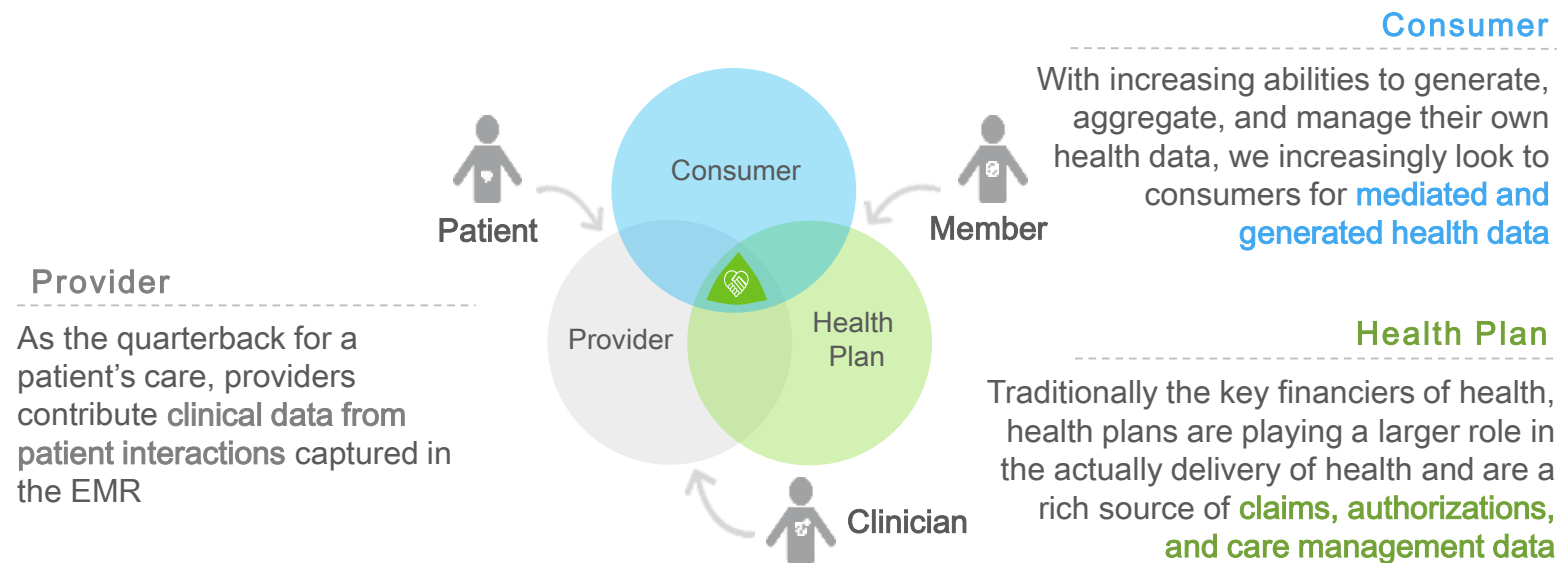 Consumer
With increasing abilities to generate,
aggregate, and manage their own
health data, we increasingly look to
consumers for mediated and
generated health data
Patient
Consumer
Member
Provider
As the quarterback for a
patient’s care, providers
contribute clinical data from
patient interactions captured in
the EMR
Provider
Health
Plan
Clinician
Health Plan
Traditionally the key financiers of health,
health plans are playing a larger role in
the actually delivery of health and are a
rich source of claims, authorizations,
and care management data